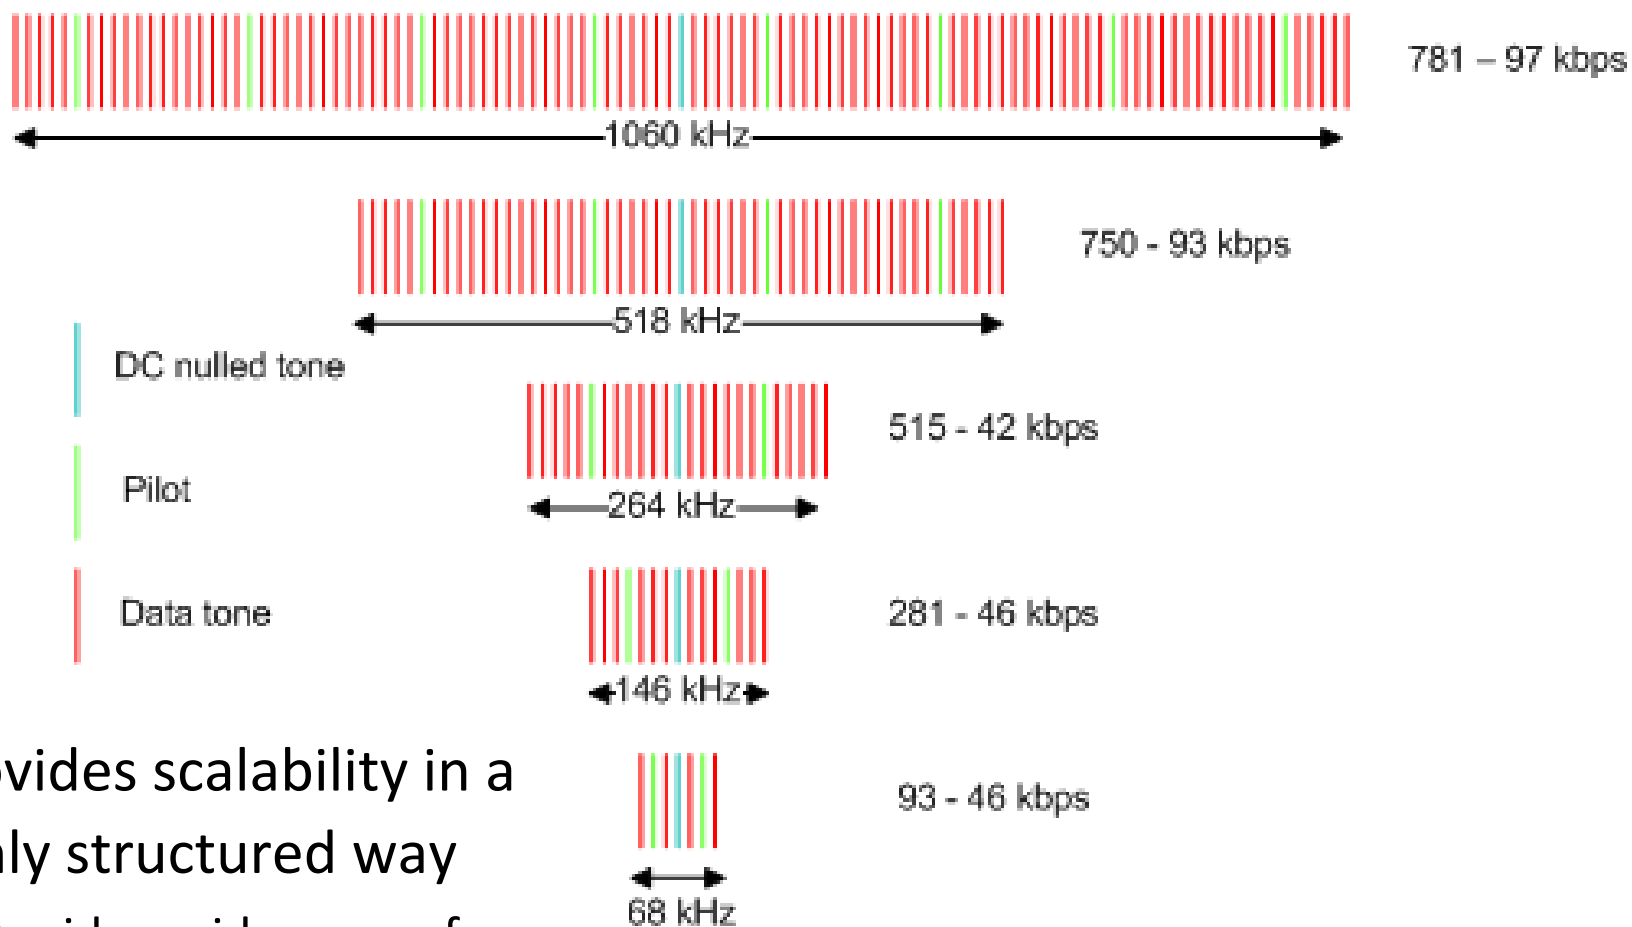 781 – 97 kbps
1060 kHz
750 - 93 kbps
518 kHz
DC nulled tone
515 - 42 kbps
Pilot
264 kHz
Data tone
281 - 46 kbps
146 kHz
ovides scalability in a
93 - 46 kbps
ly structured way
68 kHz